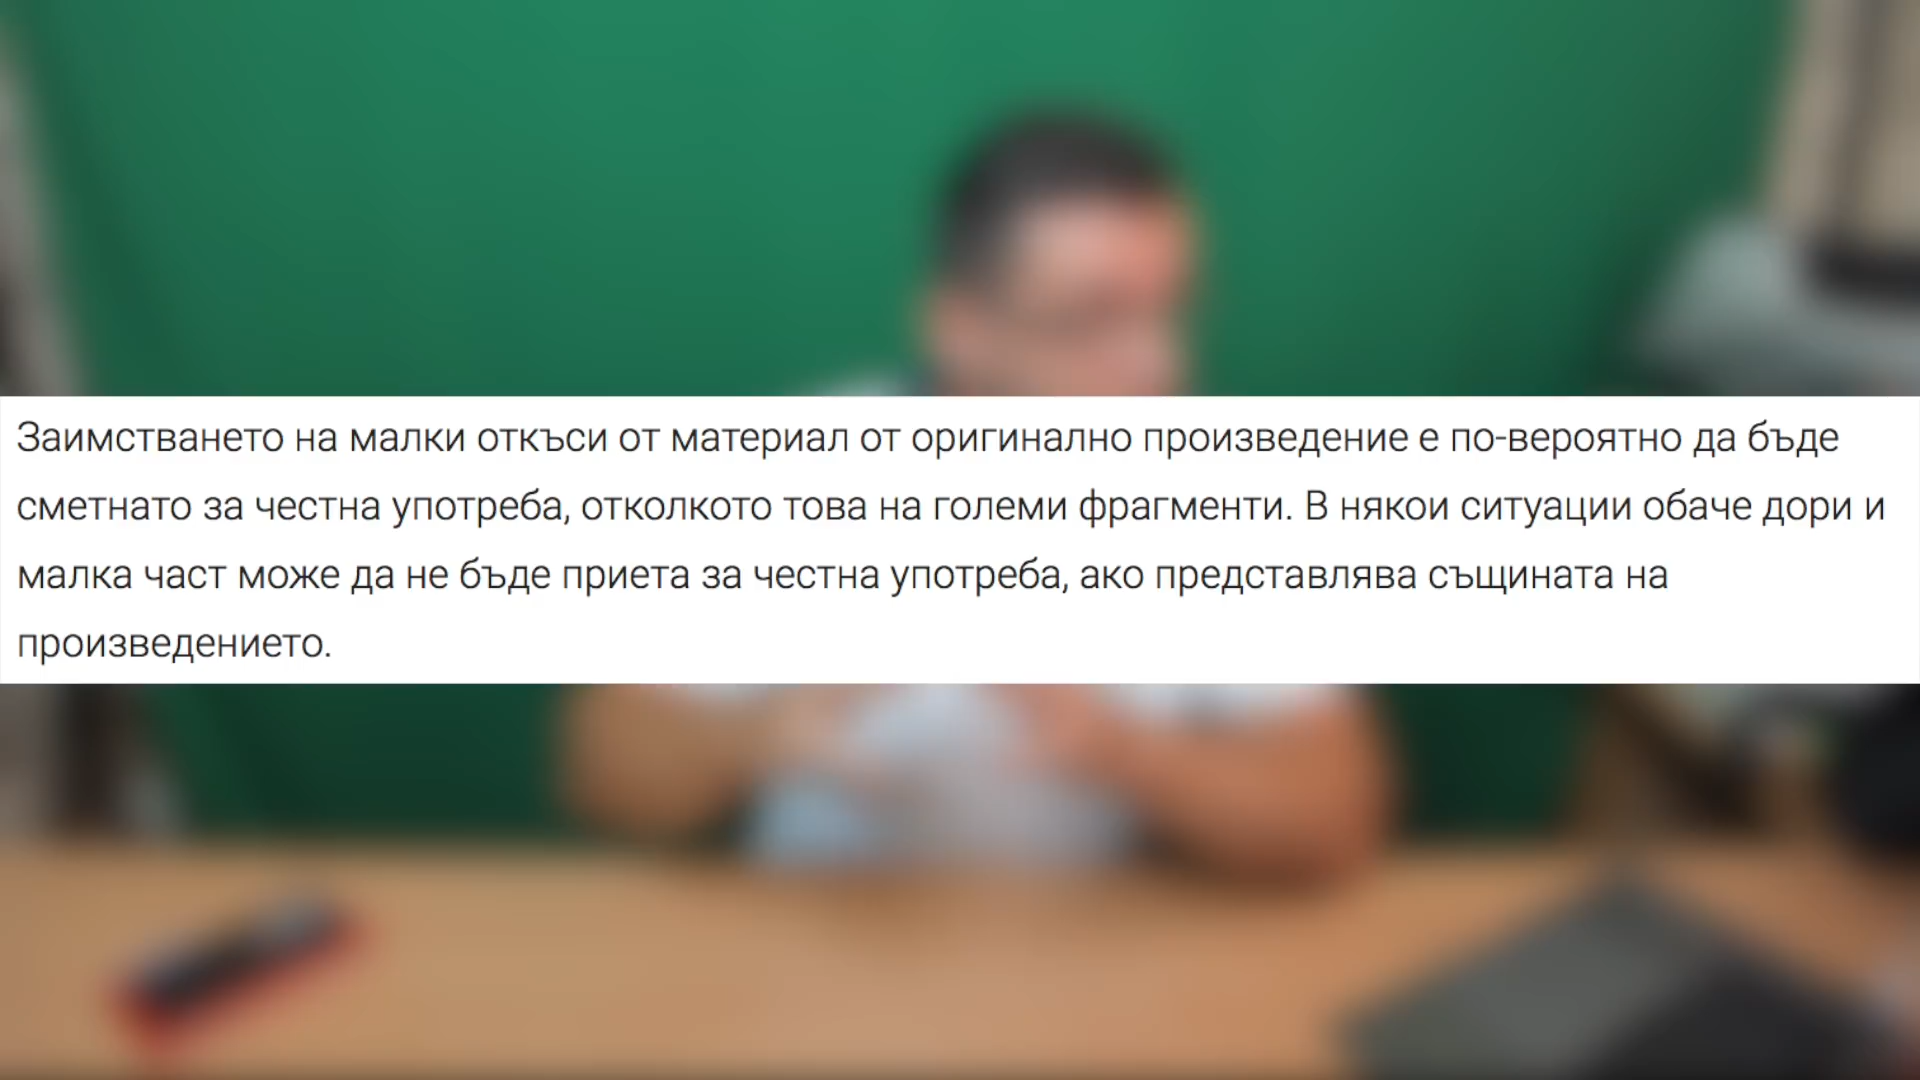 Заимстването на малки откъси от материал от оригинално произведение е по-вероятно да бъде
сметнато за честна употреба, отколкото това на големи фрагменти. В някои ситуации обаче дори и
малка част може да не бъде приета за честна употреба, ако представлява същината на
произведението.